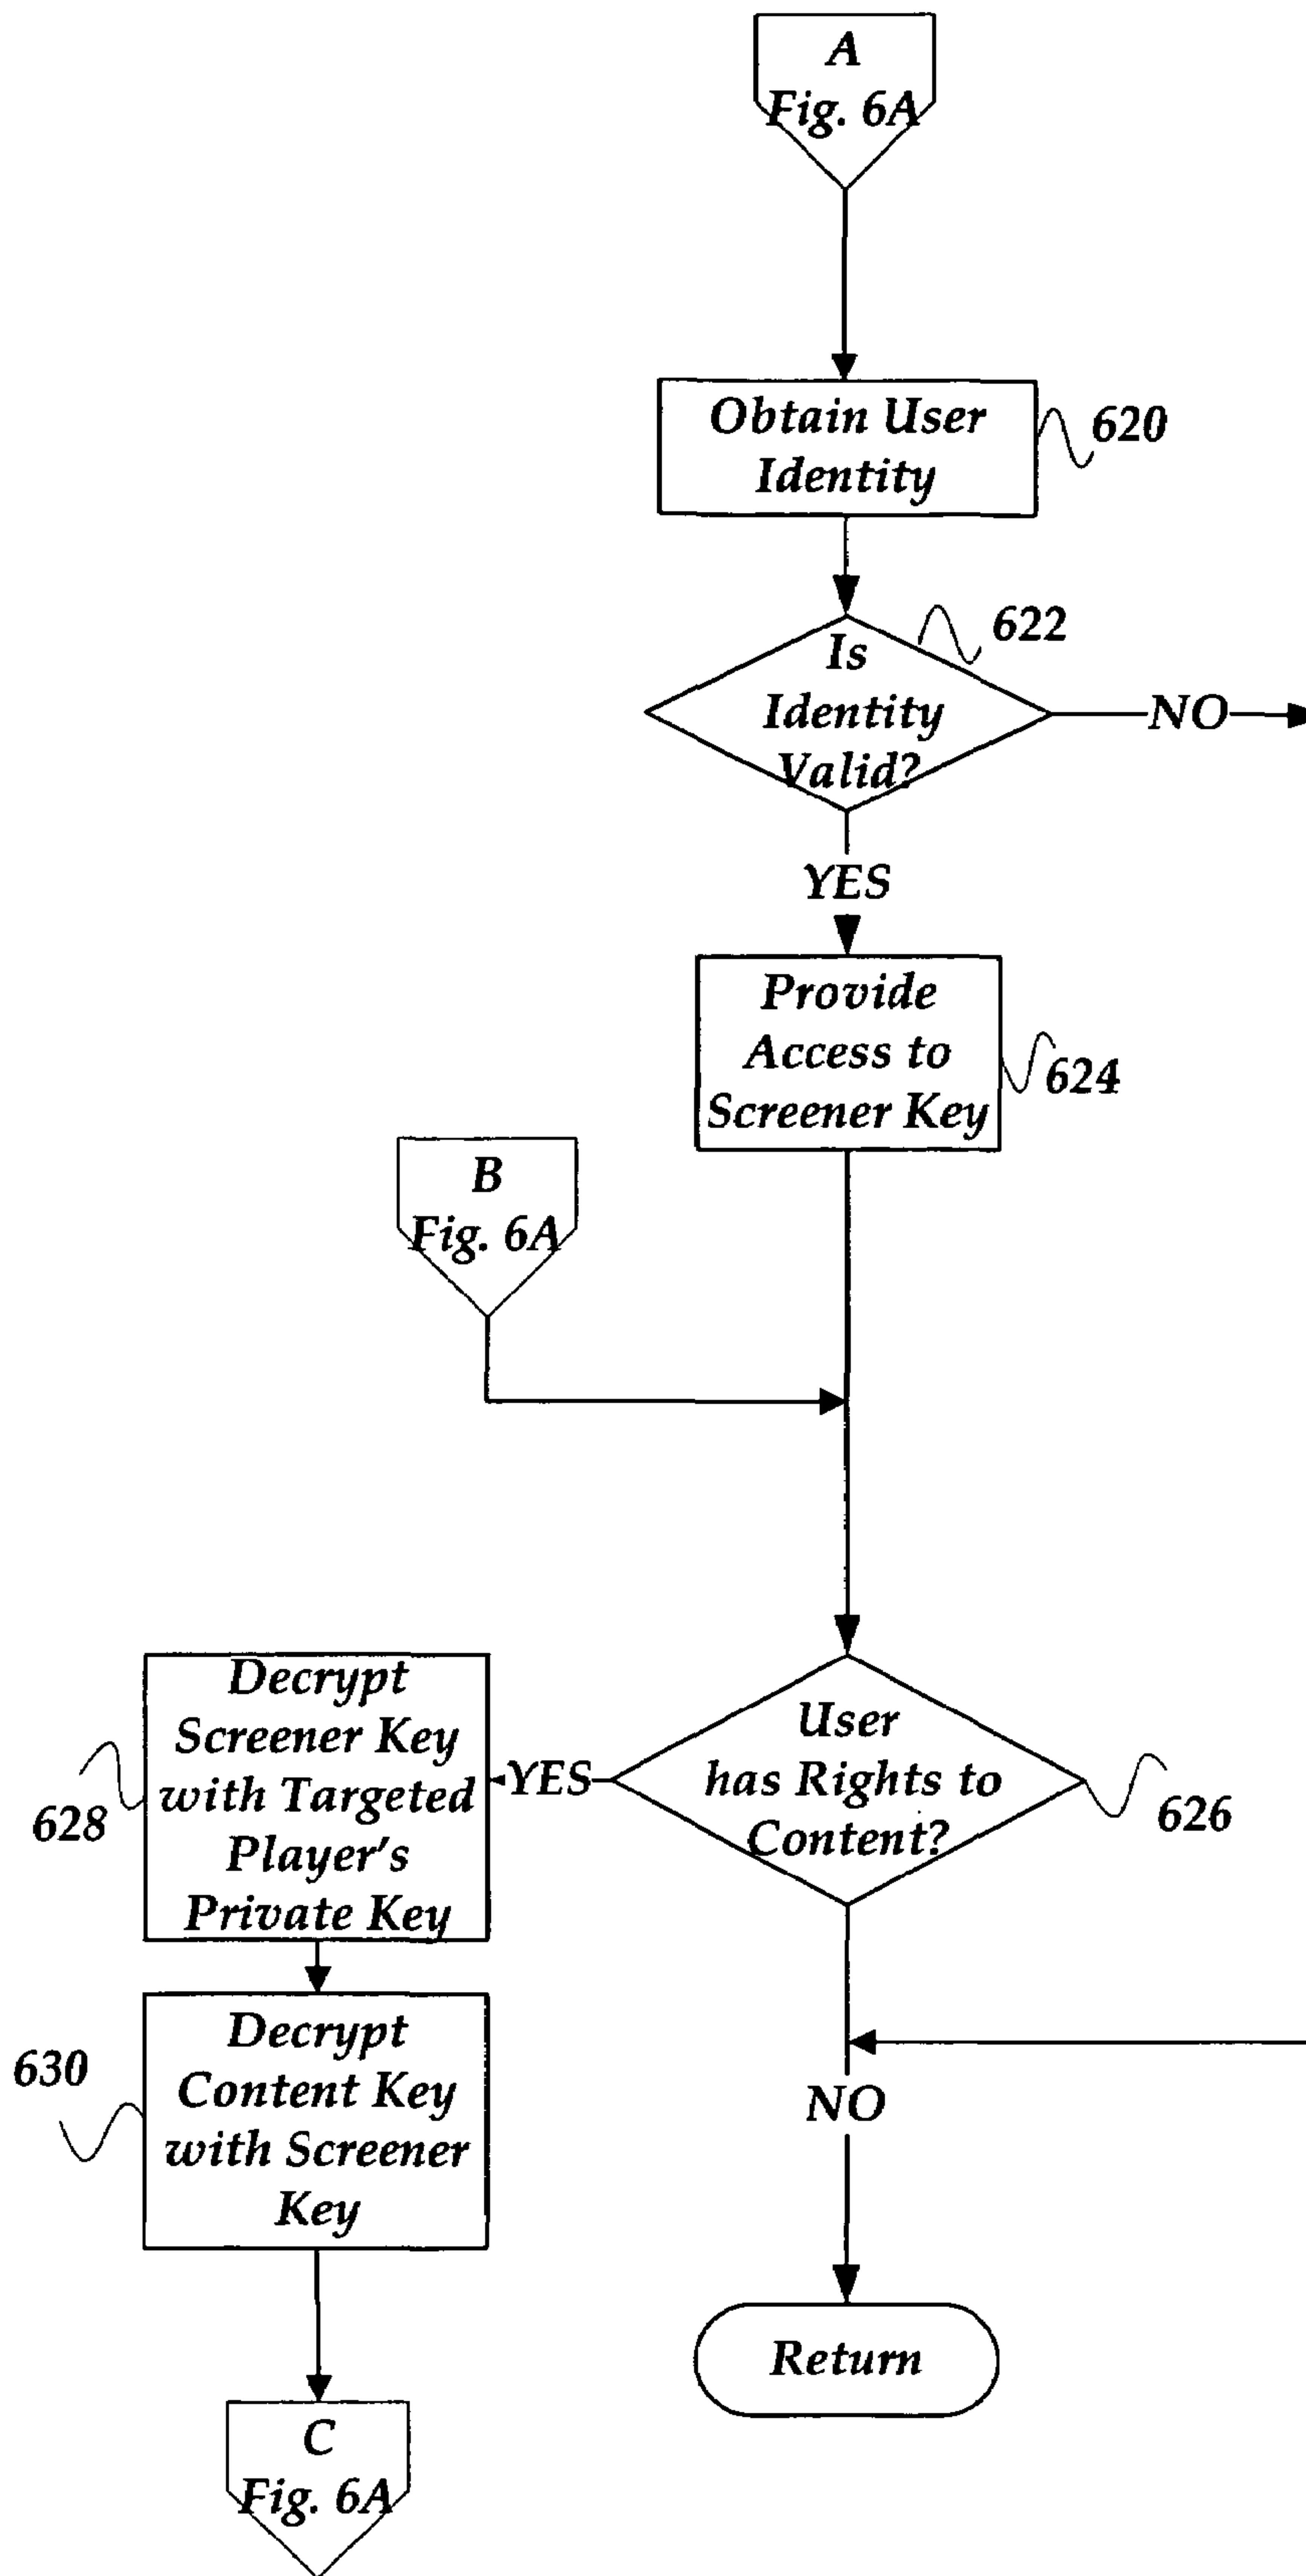 A
Fig. 6A
Obtain User
Identity
620
622
Is
Identity
Valid?
NO
YES
Provide
Access to
Screener Key
624
B
Fig. 6A
Decrypt
Screener Key
with Targeted
Player's
Private Key
628
YES
User
has Rights to
Content?
626
630
Decrypt
Content Key
with Screener
Key
NO
Return
C
Fig. 6A